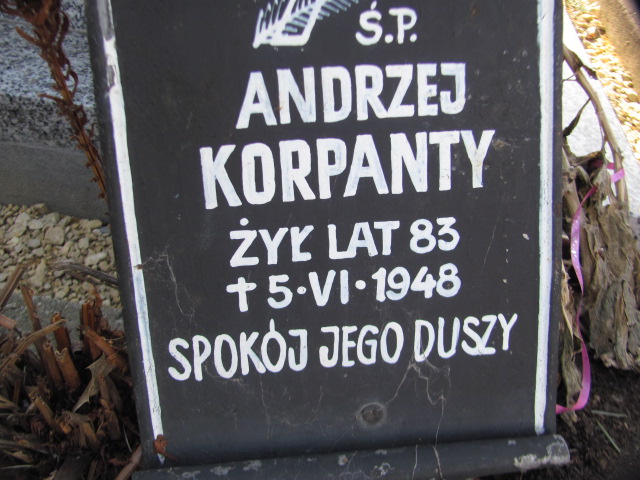 Ś.P.
ANDRZEJ
KORPANTY
ŻYŁ LAT 83
✝ 5·VI·1948
SPOKÓJ JEGO DUSZY